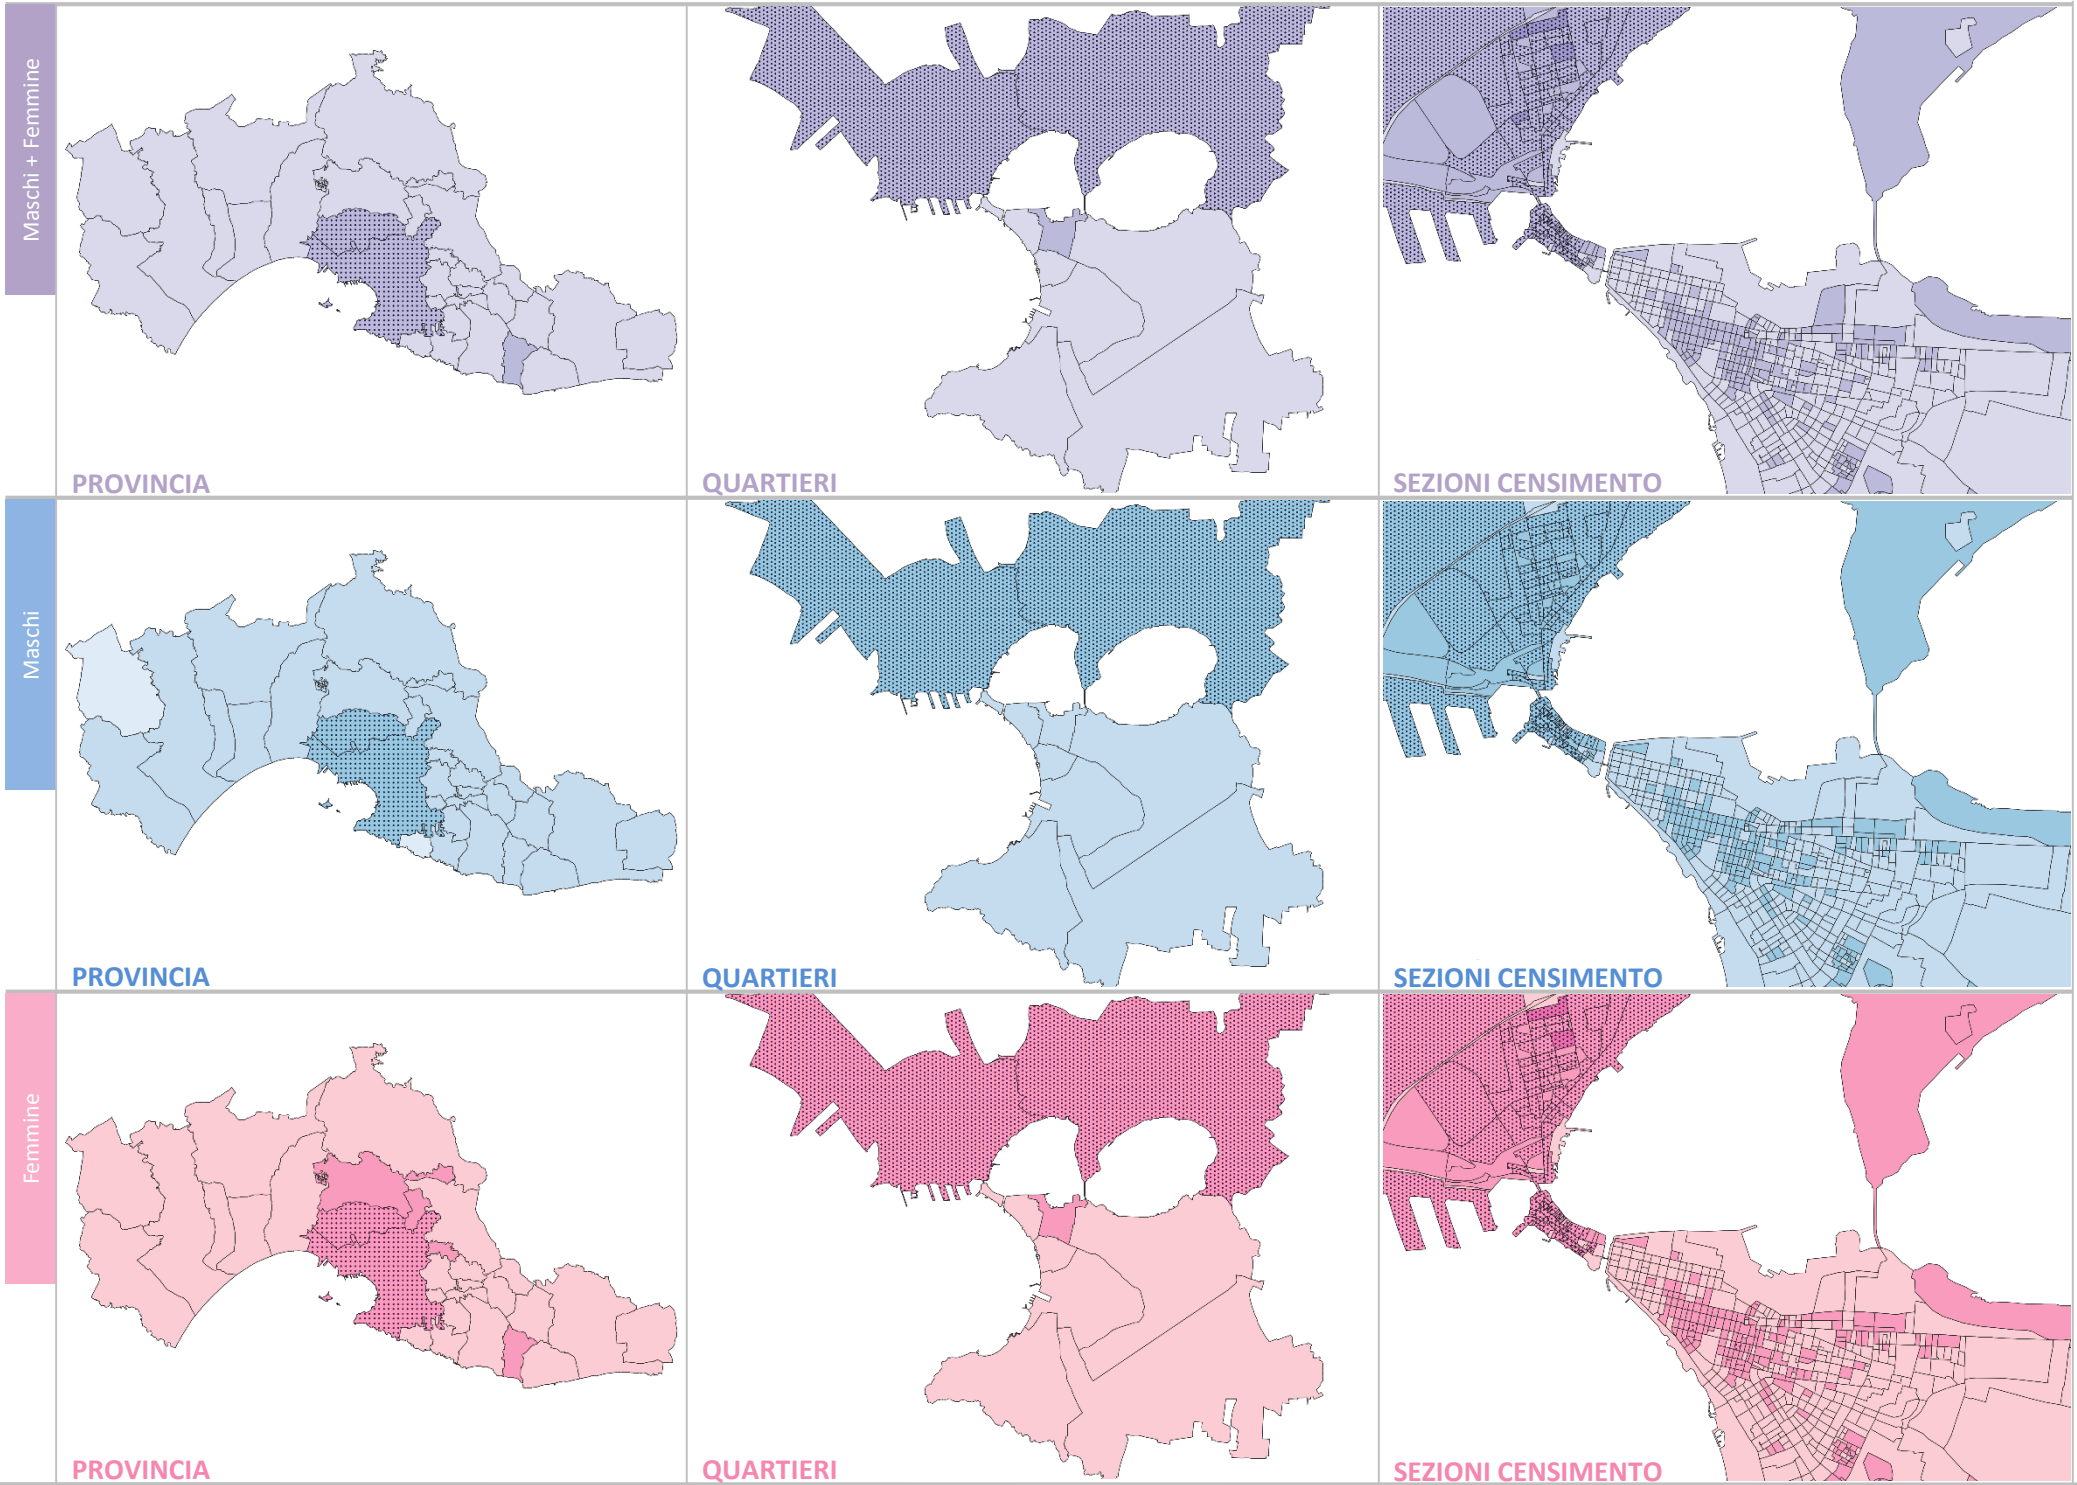 Maschi + Femmine
PROVINCIA
QUARTIERI
SEZIONI CENSIMENTO
Maschi
PROVINCIA
QUARTIERI
SEZIONI CENSIMENTO
Femmine
PROVINCIA
QUARTIERI
SEZIONI CENSIMENTO